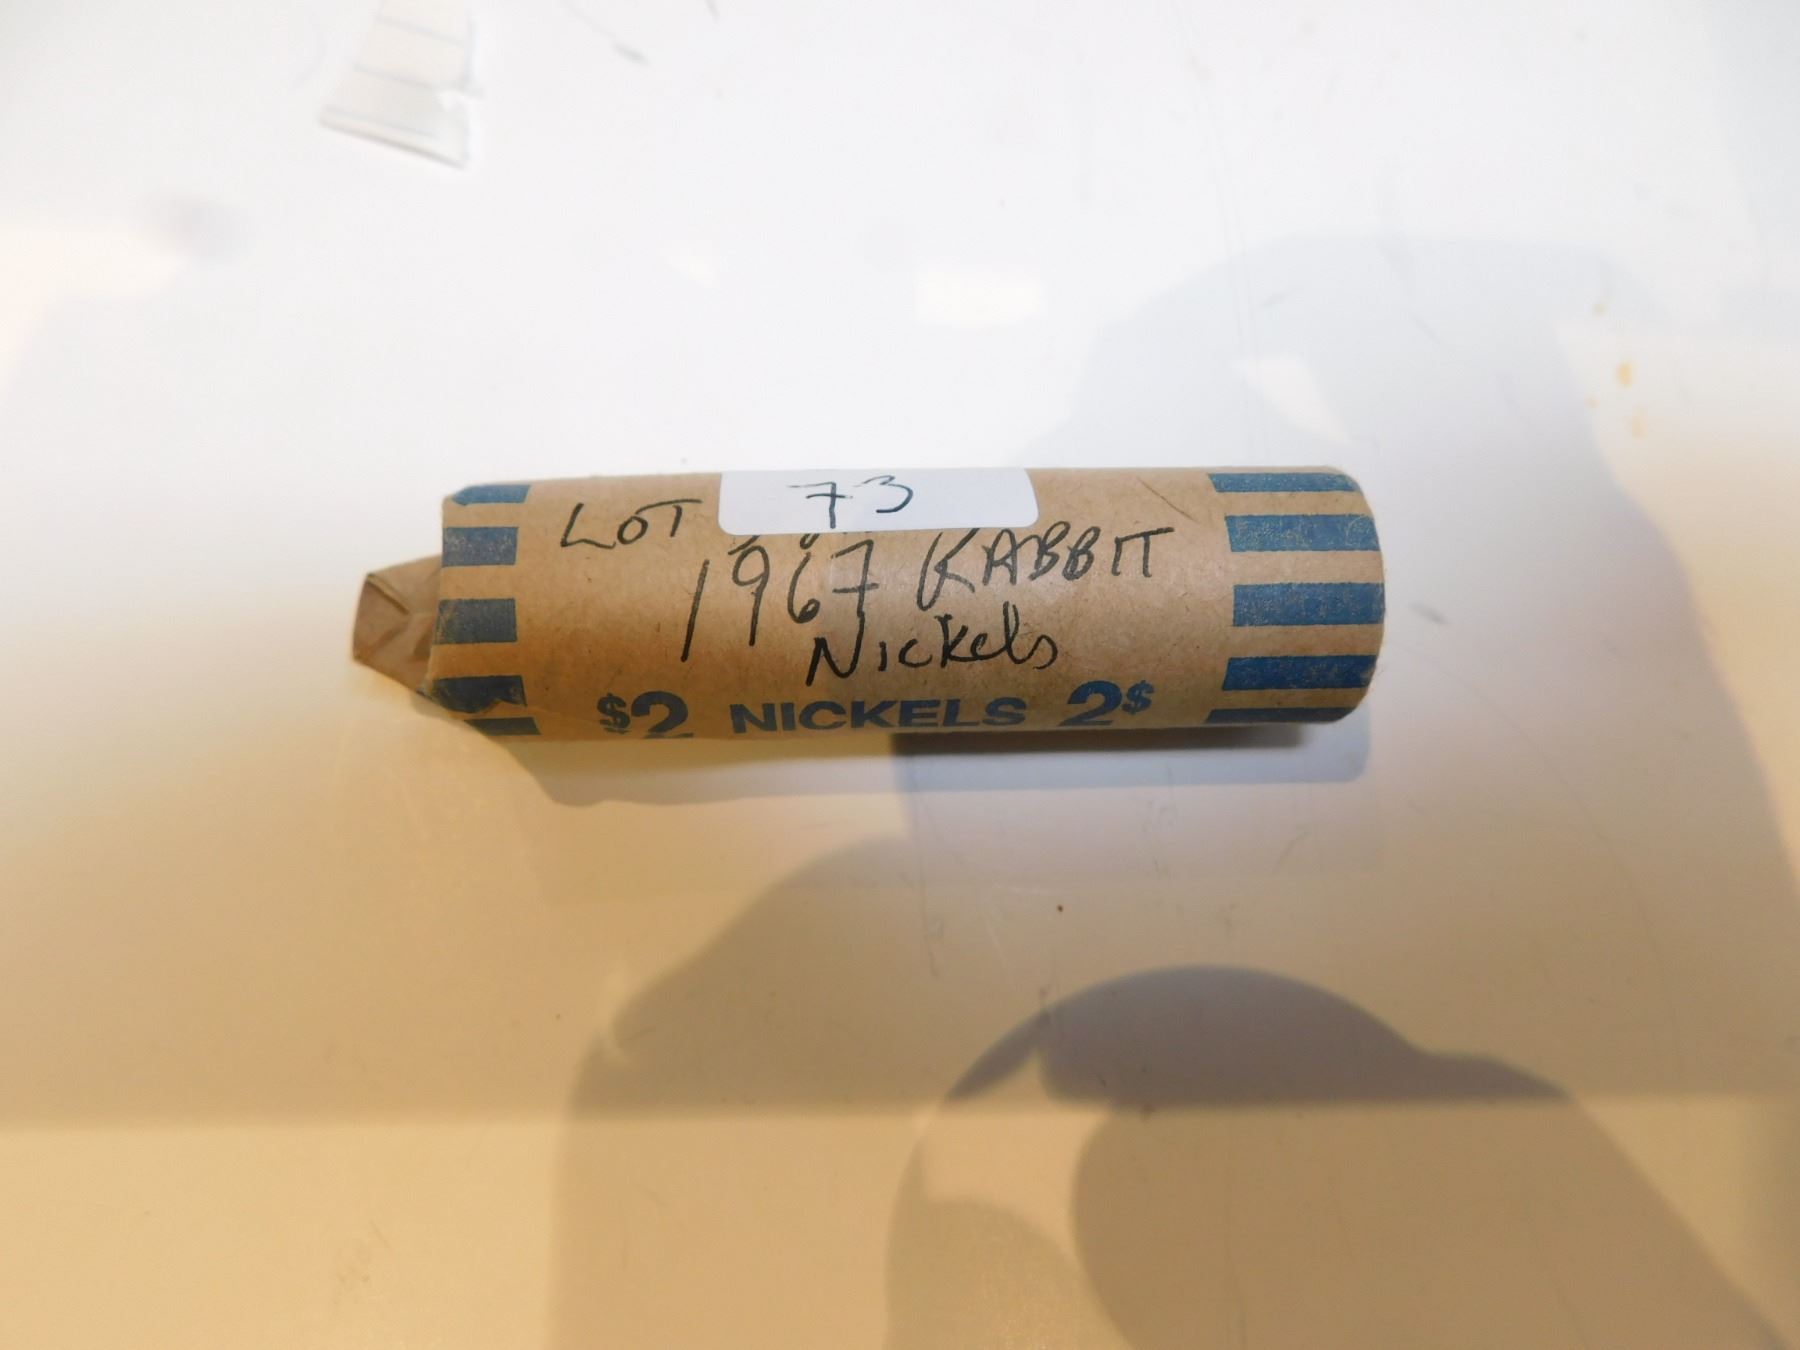 LOT 73
1967 RABBIT
Nickels
$2 NICKELS 2$